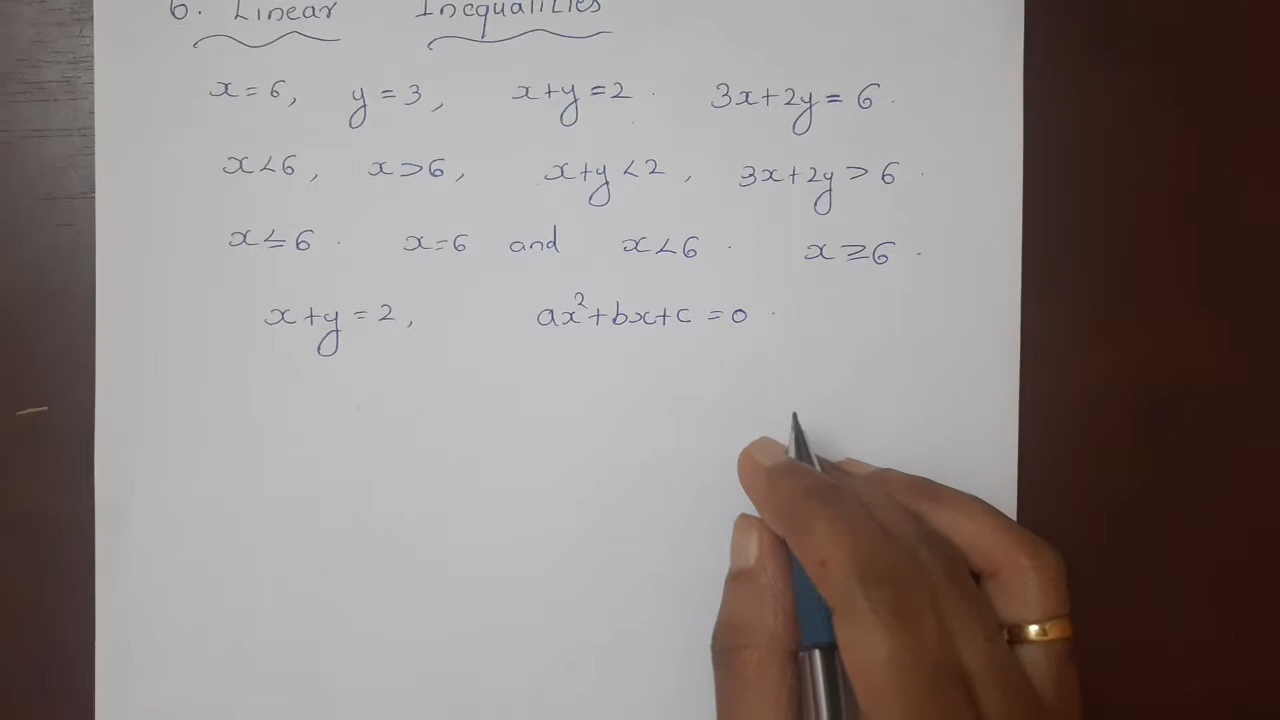 6. Linear Inequalities
x = 6, y = 3, x+y = 2. 3x+2y = 6.
x < 6, x > 6, x+y < 2, 3x+2y > 6.
x ≤ 6. x = 6 and x < 6. x ≥ 6.
x+y = 2, ax²+bx+c = 0.